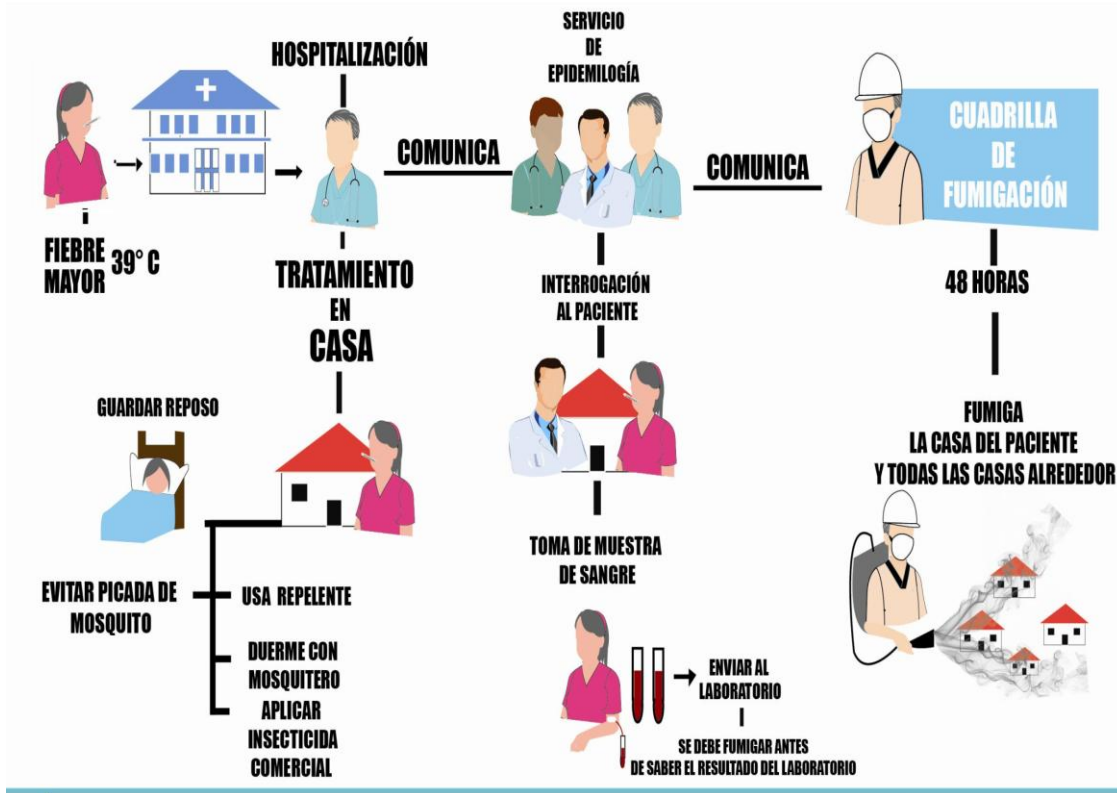 HOSPITALIZACIÓN
SERVICIO
DE
EPIDEMILOGÍA
COMUNICA
COMUNICA
CUADRILLA
DE
FUMIGACIÓN
FIEBRE
MAYOR 39° C
TRATAMIENTO
EN
CASA
INTERROGACIÓN
AL PACIENTE
48 HORAS
GUARDAR REPOSO
FUMIGA
LA CASA DEL PACIENTE
Y TODAS LAS CASAS ALREDEDOR
EVITAR PICADA DE
MOSQUITO
USA REPELENTE
DUERME CON
MOSQUITERO
APLICAR
INSECTICIDA
COMERCIAL
TOMA DE MUESTRA
DE SANGRE
ENVIAR AL
LABORATORIO
SE DEBE FUMIGAR ANTES
DE SABER EL RESULTADO DEL LABORATORIO